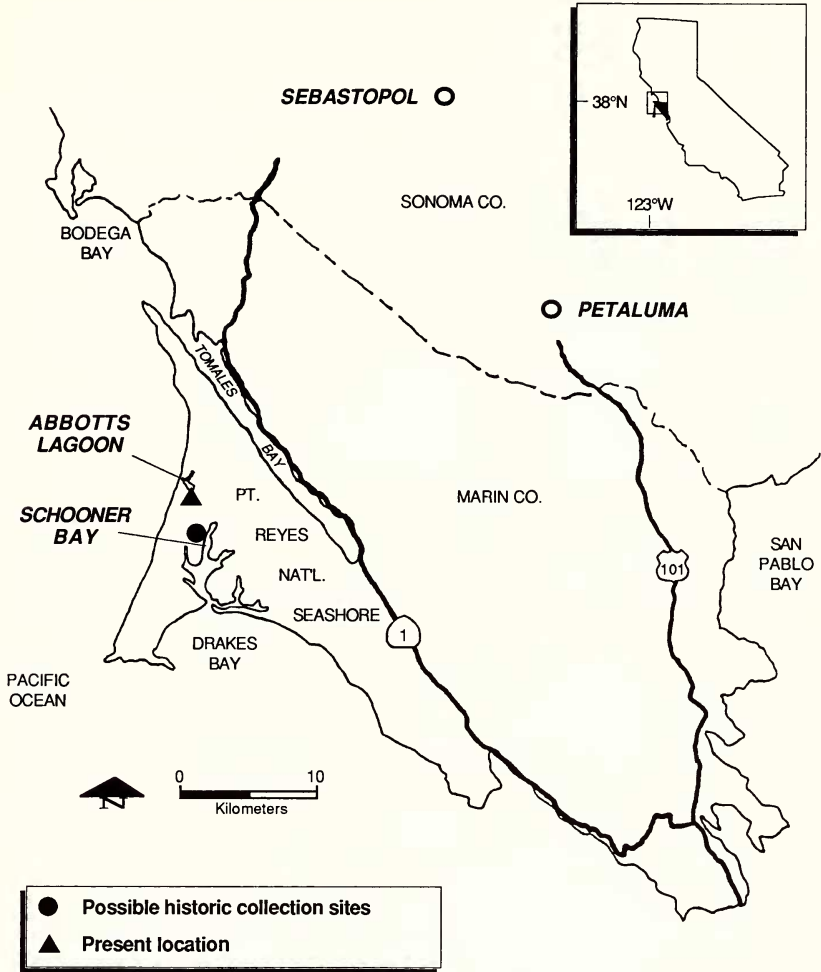 SEBASTOPOL
38°N
123°W
SONOMA CO.
BODEGA
BAY
PETALUMA
TOMALES
BAY
ABBOTTS
LAGOON
SCHOONER
BAY
PT.
REYES
NAT'L.
SEASHORE
MARIN CO.
SAN
PABLO
BAY
101
1
DRAKES
BAY
PACIFIC
OCEAN
N
0 10
Kilometers
Possible historic collection sites
Present location